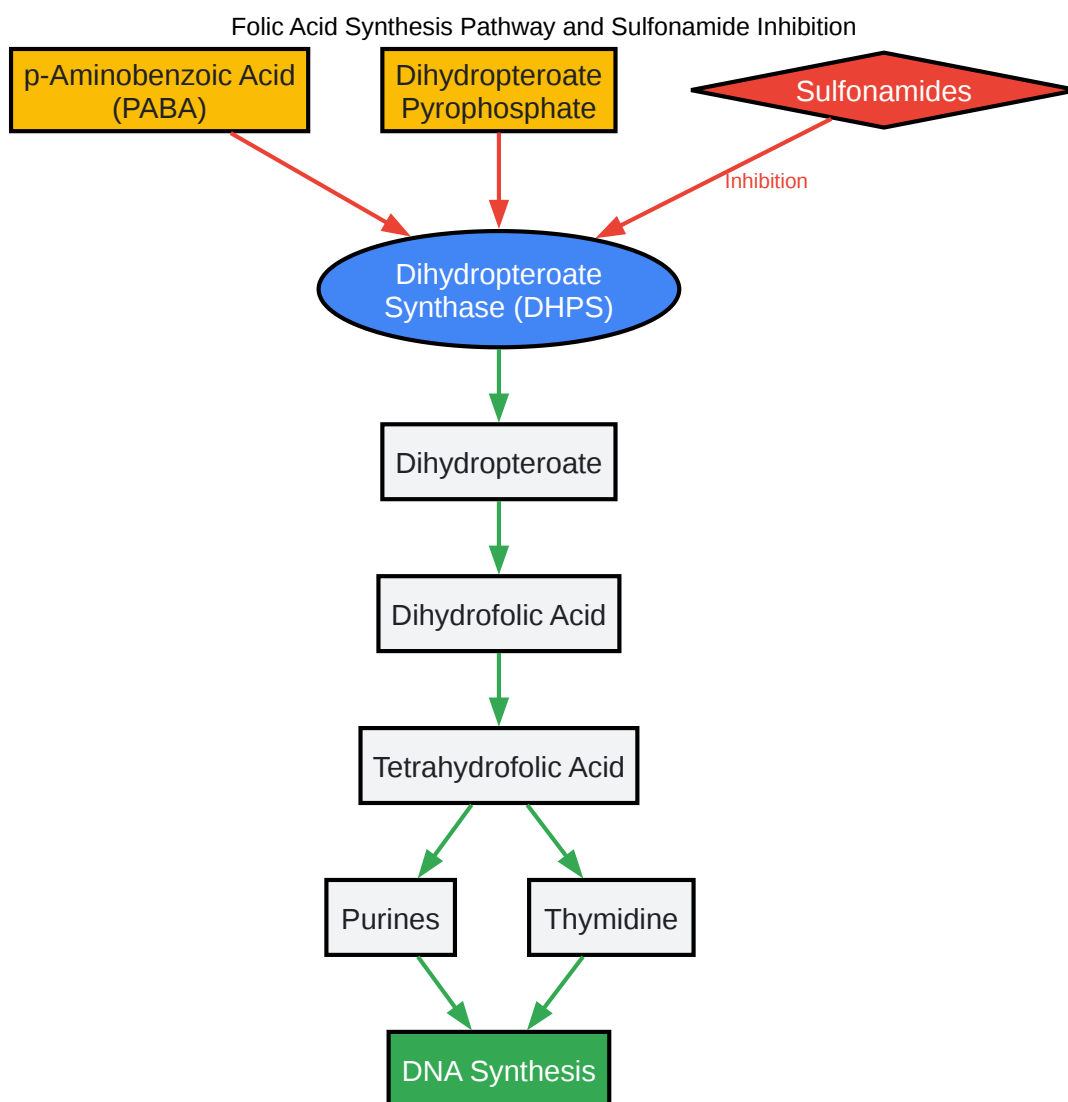 Folic Acid Synthesis Pathway and Sulfonamide Inhibition
p-Aminobenzoic Acid
(PABA)
Dihydropteroate
Pyrophosphate
Sulfonamides
Inhibition
Dihydropteroate
Synthase (DHPS)
Dihydropteroate
Dihydrofolic Acid
Tetrahydrofolic Acid
Purines
Thymidine
DNA Synthesis